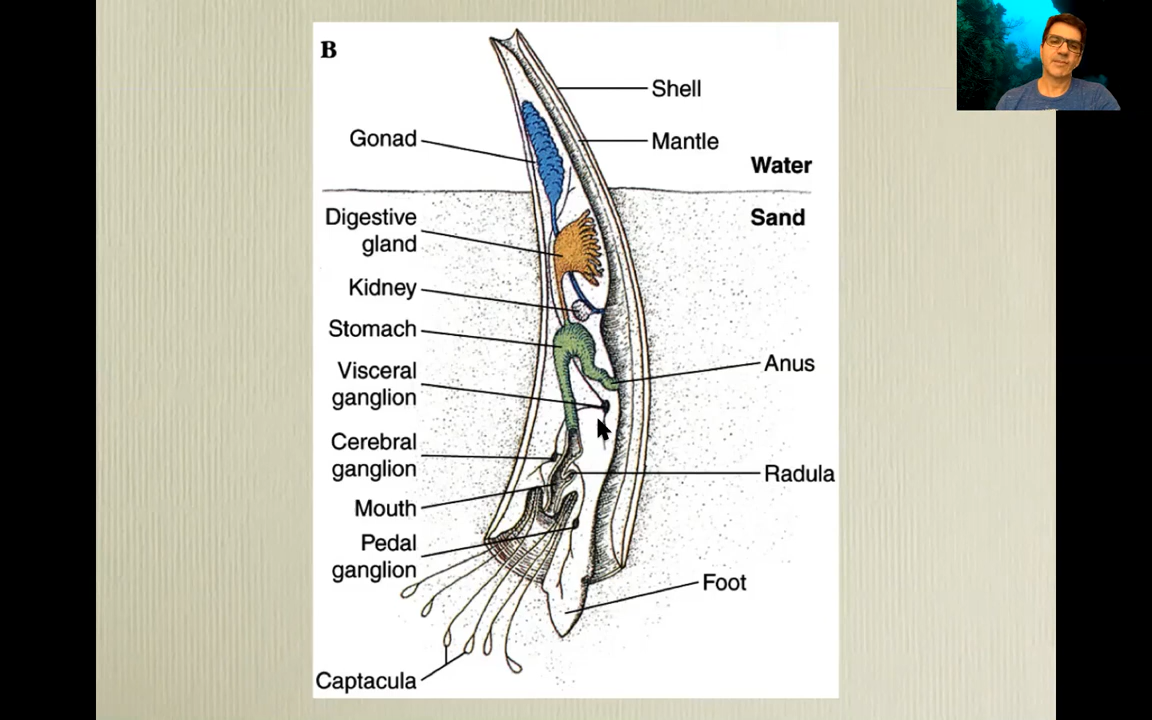 B
Shell
Gonad
Mantle
Water
Digestive
gland
Sand
Kidney
Stomach
Visceral
ganglion
Anus
Cerebral
ganglion
Radula
Mouth
Pedal
ganglion
Foot
Captacula